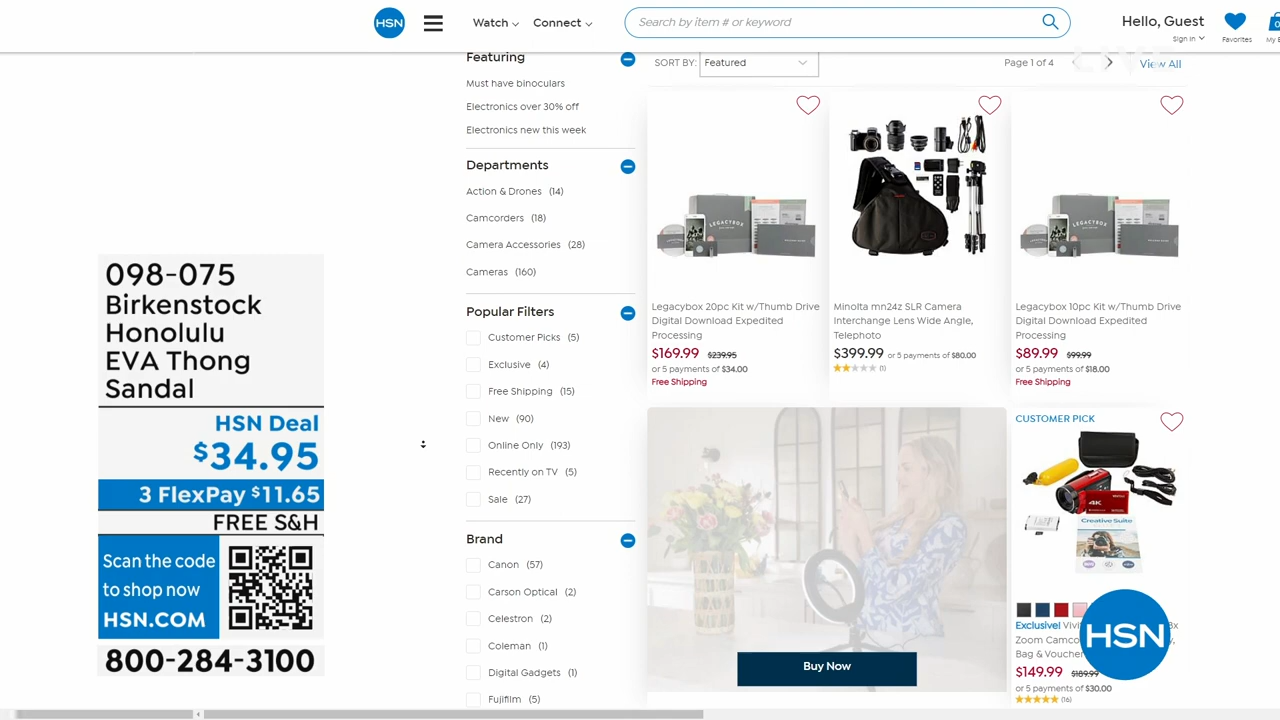 HSN
Watch
Connect
Search by item # or keyword
Hello, Guest
Sign In
Favorites
0
SORT BY:
Featured
Page 1 of 4
View All
LIVE
Featuring
Must have binoculars
Electronics over 30% off
Electronics new this week
Departments
Action & Drones (14)
Camcorders (18)
Camera Accessories (28)
Cameras (160)
Popular Filters
Customer Picks (5)
Exclusive (4)
Free Shipping (15)
New (90)
Online Only (193)
Recently on TV (5)
Sale (27)
Brand
Canon (57)
Carson Optical (2)
Celestron (2)
Coleman (1)
Digital Gadgets (1)
Fujifilm (5)
LEGACYBOX
Legacybox 20pc Kit w/Thumb Drive
Digital Download Expedited
Processing
$169.99 $239.95
or 5 payments of $34.00
Free Shipping
Minolta mn24z SLR Camera
Interchange Lens Wide Angle,
Telephoto
$399.99 or 5 payments of $80.00
(1)
LEGACYBOX
Legacybox 10pc Kit w/Thumb Drive
Digital Download Expedited
Processing
$89.99 $99.99
or 5 payments of $18.00
Free Shipping
Buy Now
CUSTOMER PICK
4K
Creative Suite
Exclusive!
Zoom
Bag & Voucher
$149.99 $189.99
or 5 payments of $30.00
(16)
HSN
098-075
Birkenstock
Honolulu
EVA Thong
Sandal
HSN Deal
$34.95
3 FlexPay $11.65
FREE S&H
Scan the code
to shop now
HSN.COM
800-284-3100